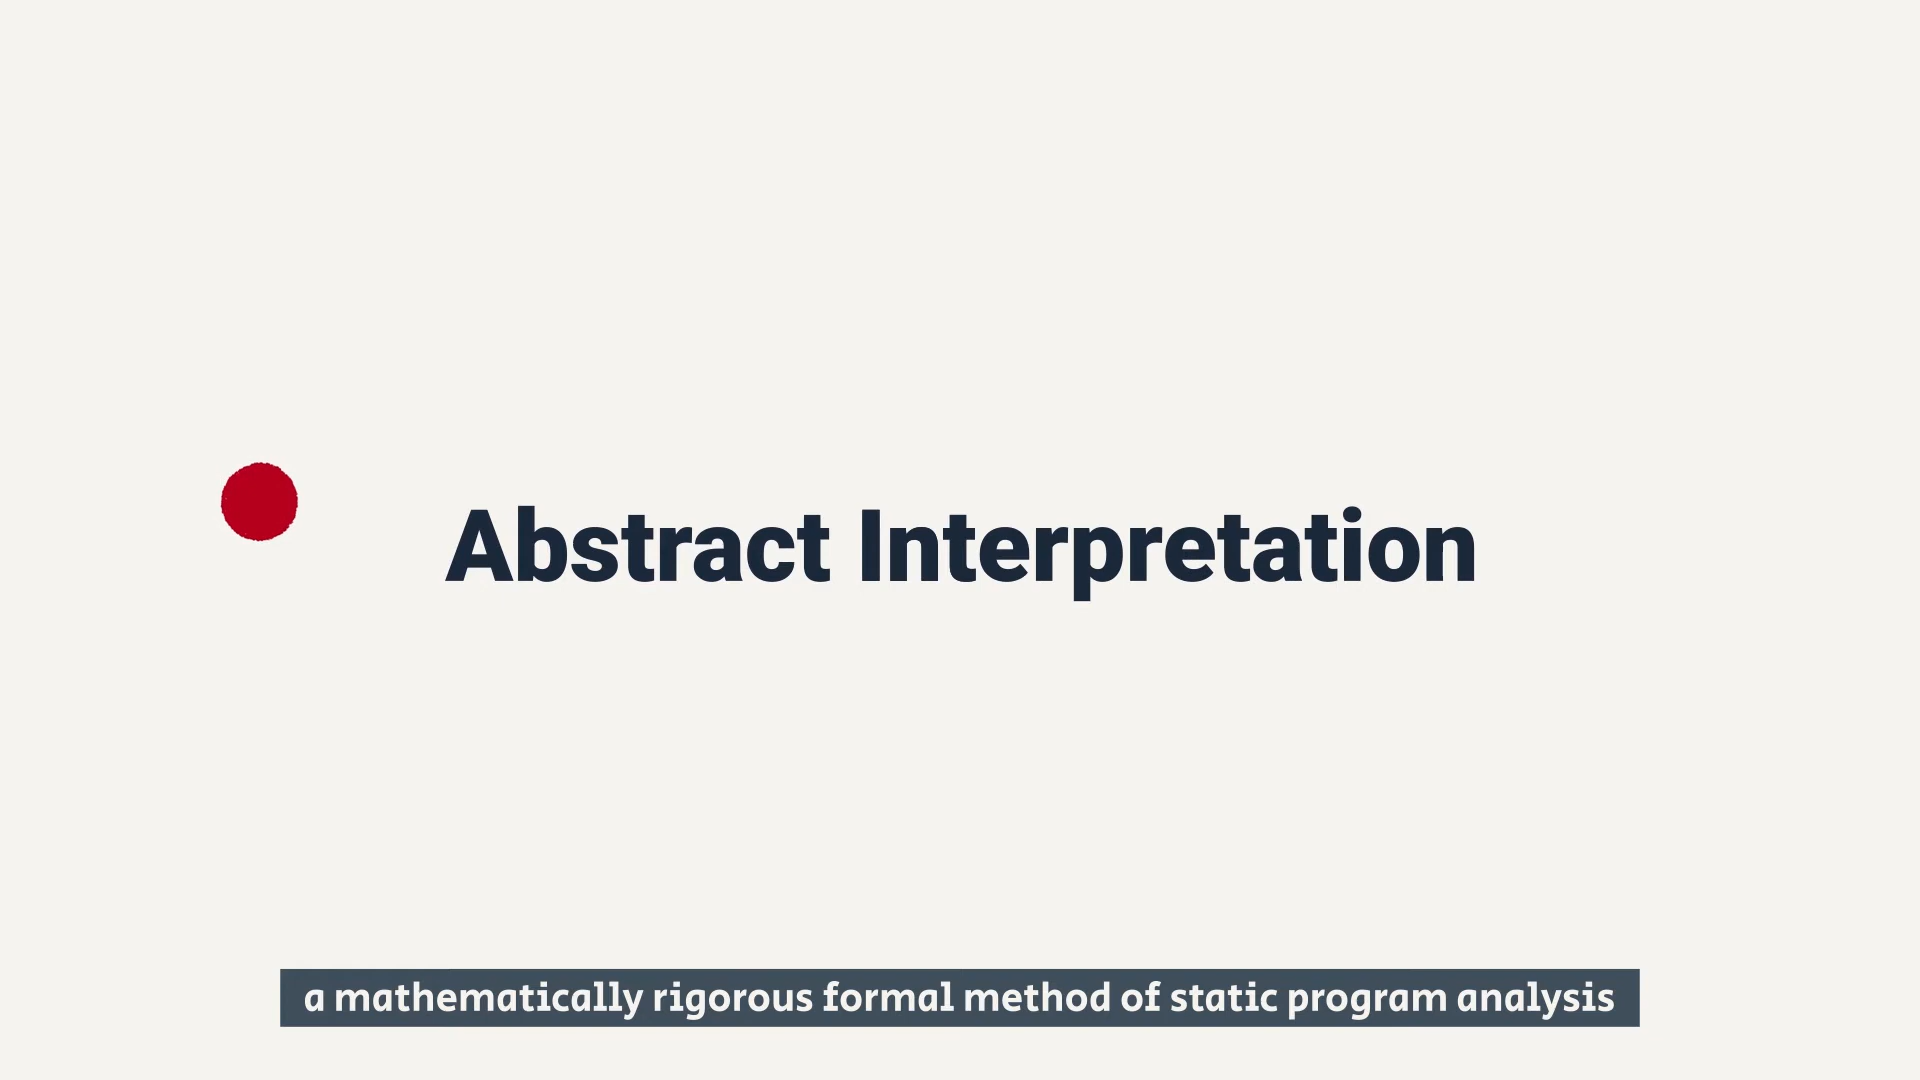 Abstract Interpretation
a mathematically rigorous formal method of static program analysis